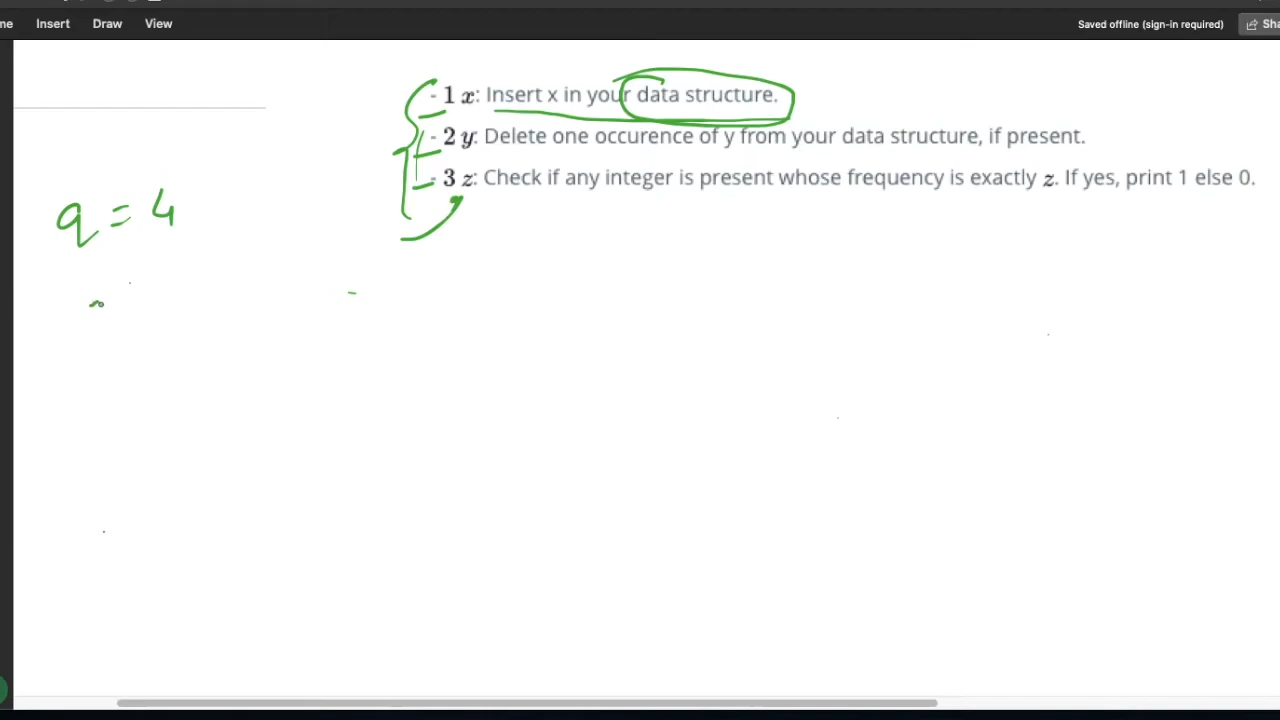 Insert Draw View Saved offline (sign-in required)
- 1 x: Insert x in your data structure.
- 2 y: Delete one occurence of y from your data structure, if present.
- 3 z: Check if any integer is present whose frequency is exactly z. If yes, print 1 else 0.
q = 4